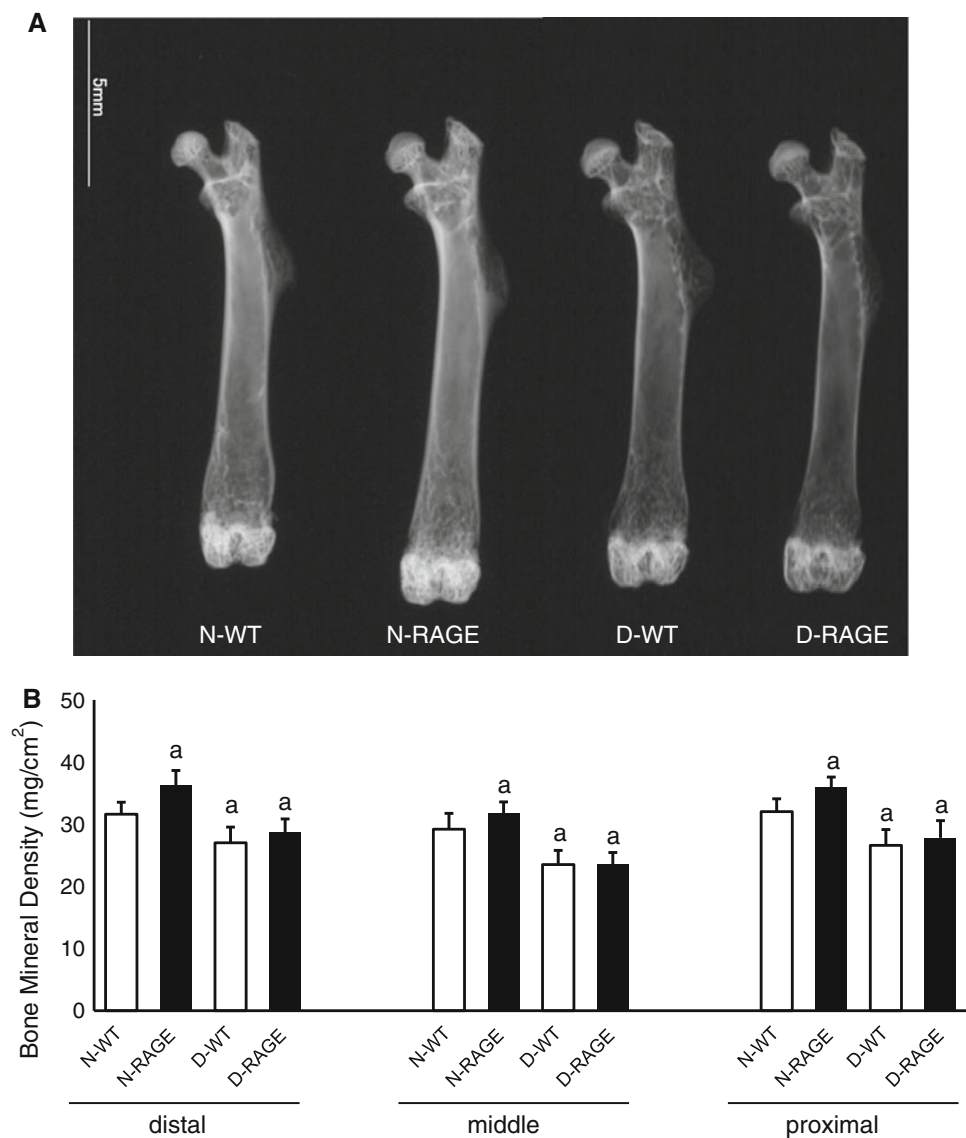 A
5mm
N-WT N-RAGE D-WT D-RAGE
B
Bone Mineral Density (mg/cm²)
50
40
30
20
10
0
a a a
a a a
a a a
N-WT N-RAGE D-WT D-RAGE N-WT N-RAGE D-WT D-RAGE N-WT N-RAGE D-WT D-RAGE
distal middle proximal